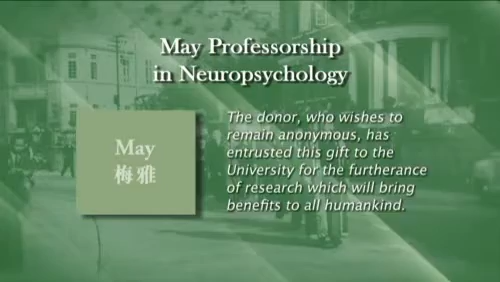 May Professorship
in Neuropsychology
May
梅雅
The donor, who wishes to
remain anonymous, has
entrusted this gift to the
University for the furtherance
of research which will bring
benefits to all humankind.